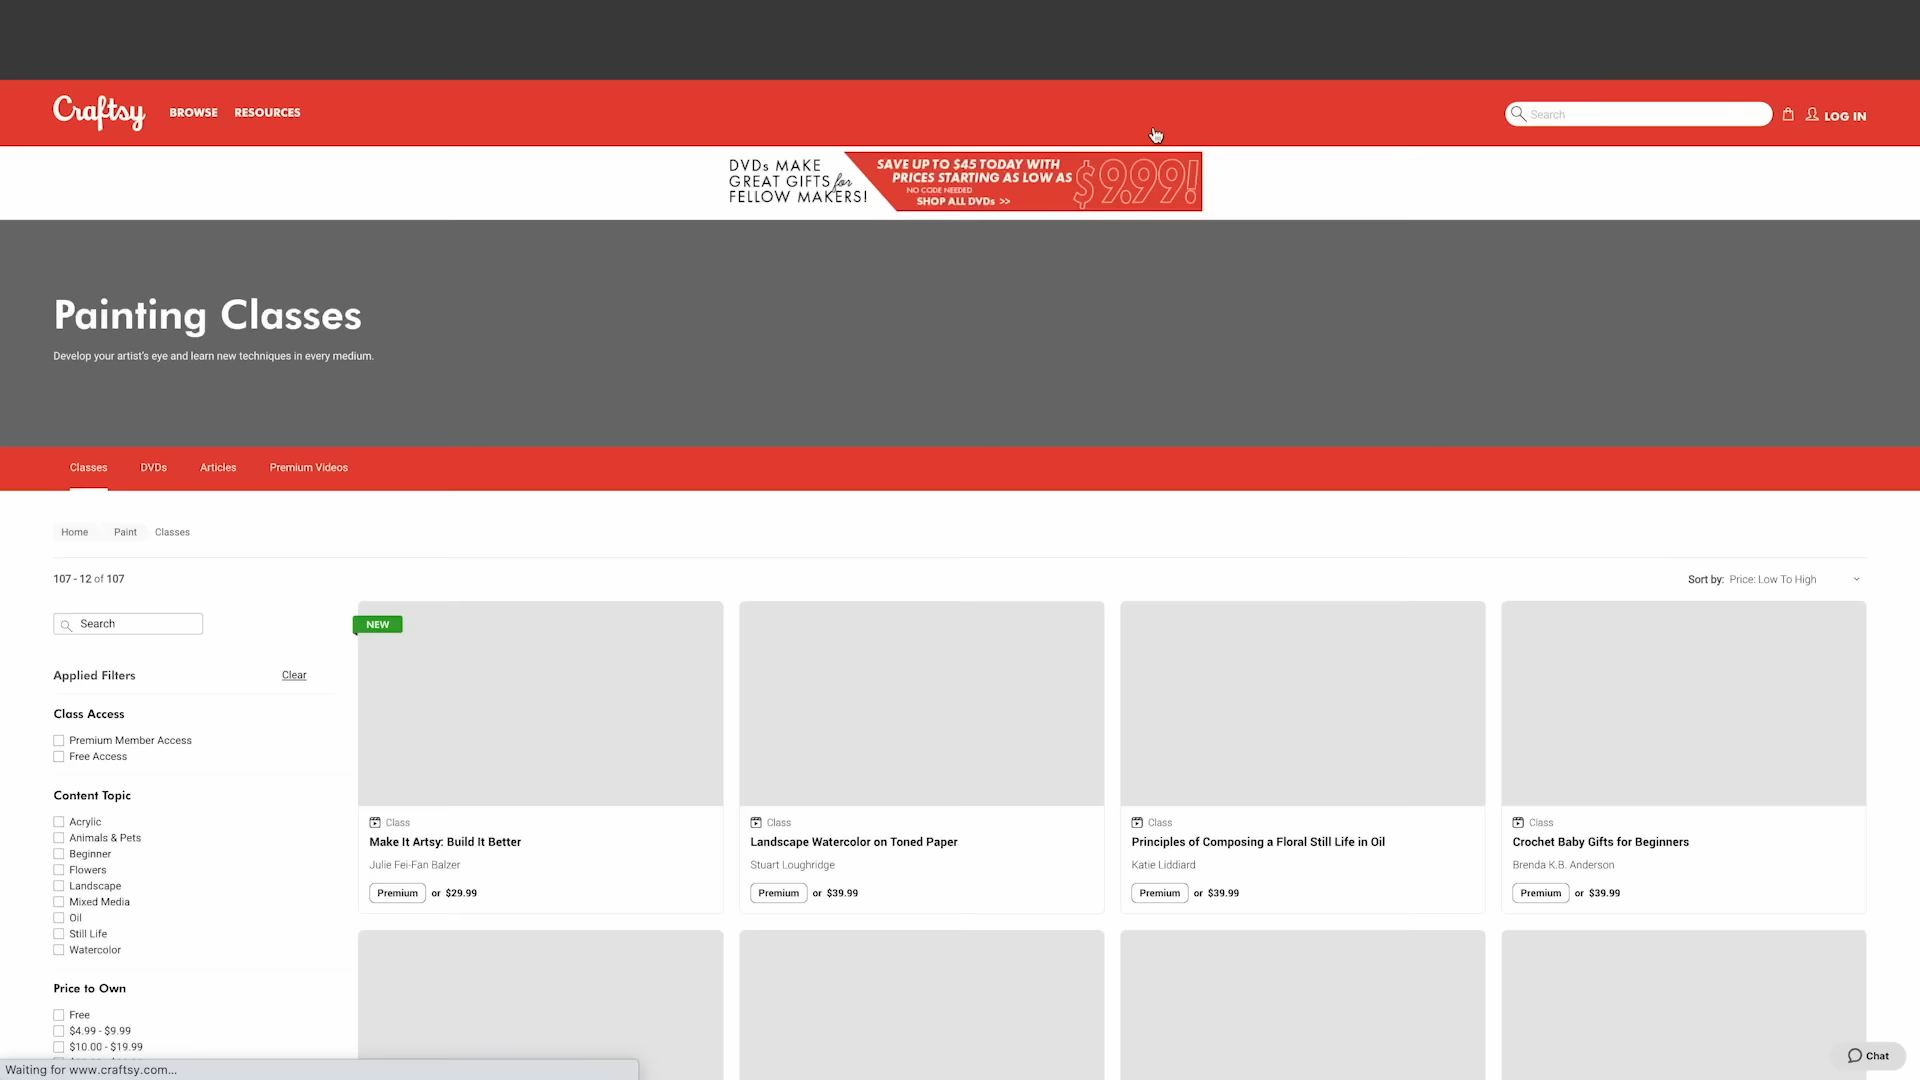 Craftsy
BROWSE
RESOURCES
Search
LOG IN
DVDs MAKE
GREAT GIFTS for
FELLOW MAKERS!
SAVE UP TO $45 TODAY WITH
PRICES STARTING AS LOW AS
NO CODE NEEDED
SHOP ALL DVDs >>
$9.99!
Painting Classes
Develop your artist's eye and learn new techniques in every medium.
Classes
DVDs
Articles
Premium Videos
Home
Paint
Classes
107 - 12 of 107
Sort by: Price: Low To High
Search
Applied Filters
Clear
Class Access
Premium Member Access
Free Access
Content Topic
Acrylic
Animals & Pets
Beginner
Flowers
Landscape
Mixed Media
Oil
Still Life
Watercolor
Price to Own
Free
$4.99 - $9.99
$10.00 - $19.99
NEW
Class
Make It Artsy: Build It Better
Julie Fei-Fan Balzer
Premium or $29.99
Class
Landscape Watercolor on Toned Paper
Stuart Loughridge
Premium or $39.99
Class
Principles of Composing a Floral Still Life in Oil
Katie Liddiard
Premium or $39.99
Class
Crochet Baby Gifts for Beginners
Brenda K.B. Anderson
Premium or $39.99
Chat
Waiting for www.craftsy.com...